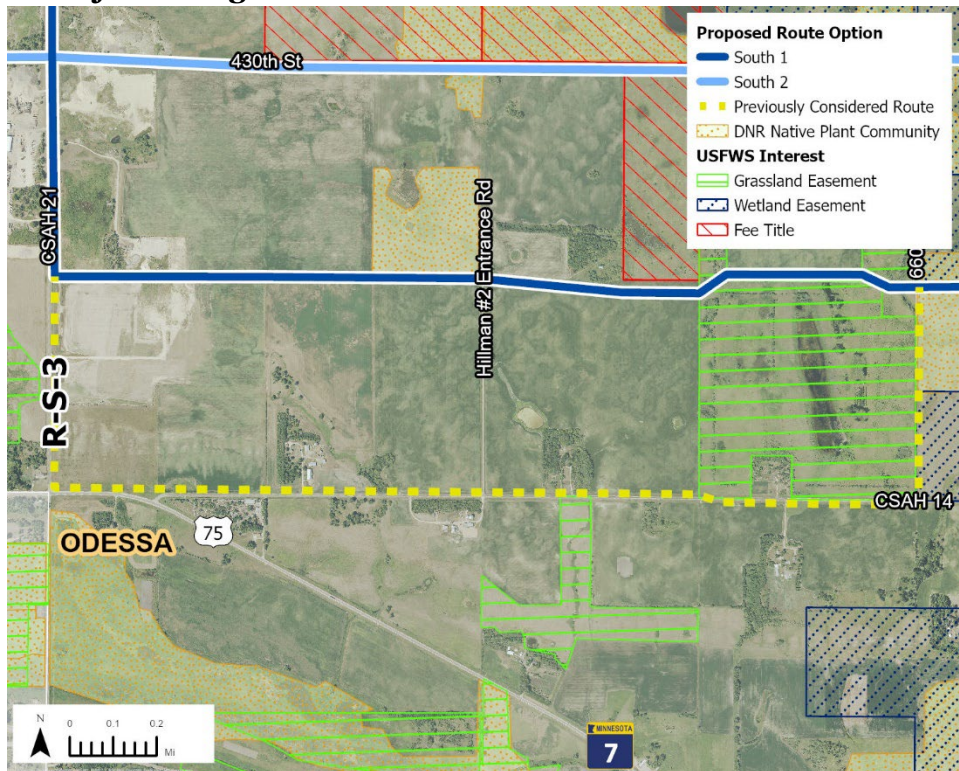 430th St
Proposed Route Option
South 1
South 2
Previously Considered Route
DNR Native Plant Community
USFWS Interest
Grassland Easement
Wetland Easement
Fee Title
CSAH 21
Hillman #2 Entrance Rd
660
R-S-3
CSAH 14
75
ODESSA
N 0 0.1 0.2
Mi
MINNESOTA
7